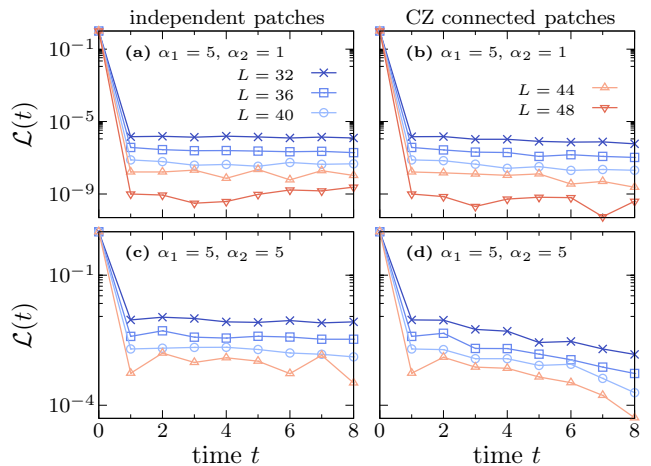 independent patches
CZ connected patches
10⁻¹
10⁻⁵
10⁻⁹
ℒ(t)
(a) α₁ = 5, α₂ = 1
L = 32
L = 36
L = 40
(b) α₁ = 5, α₂ = 1
L = 44
L = 48
10⁻¹
10⁻⁴
ℒ(t)
(c) α₁ = 5, α₂ = 5
(d) α₁ = 5, α₂ = 5
0 2 4 6 8
0 2 4 6 8
time t
time t